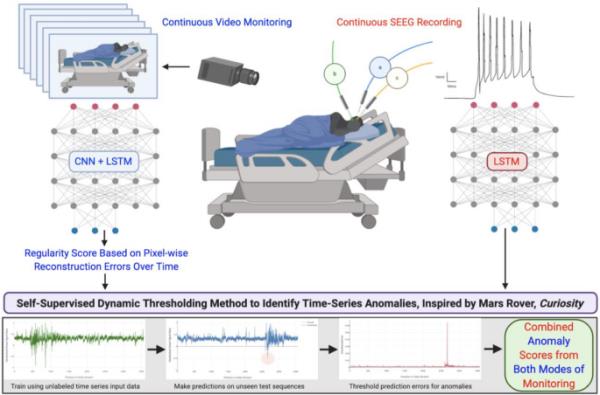 Continuous Video Monitoring
Continuous SEEG Recording
b
a
c
CNN + LSTM
LSTM
Regularity Score Based on Pixel-wise
Reconstruction Errors Over Time
Self-Supervised Dynamic Thresholding Method to Identify Time-Series Anomalies, Inspired by Mars Rover, Curiosity
Train using unlabeled time series input data
Make predictions on unseen test sequences
Threshold prediction errors for anomalies
Combined
Anomaly
Scores from
Both Modes of
Monitoring